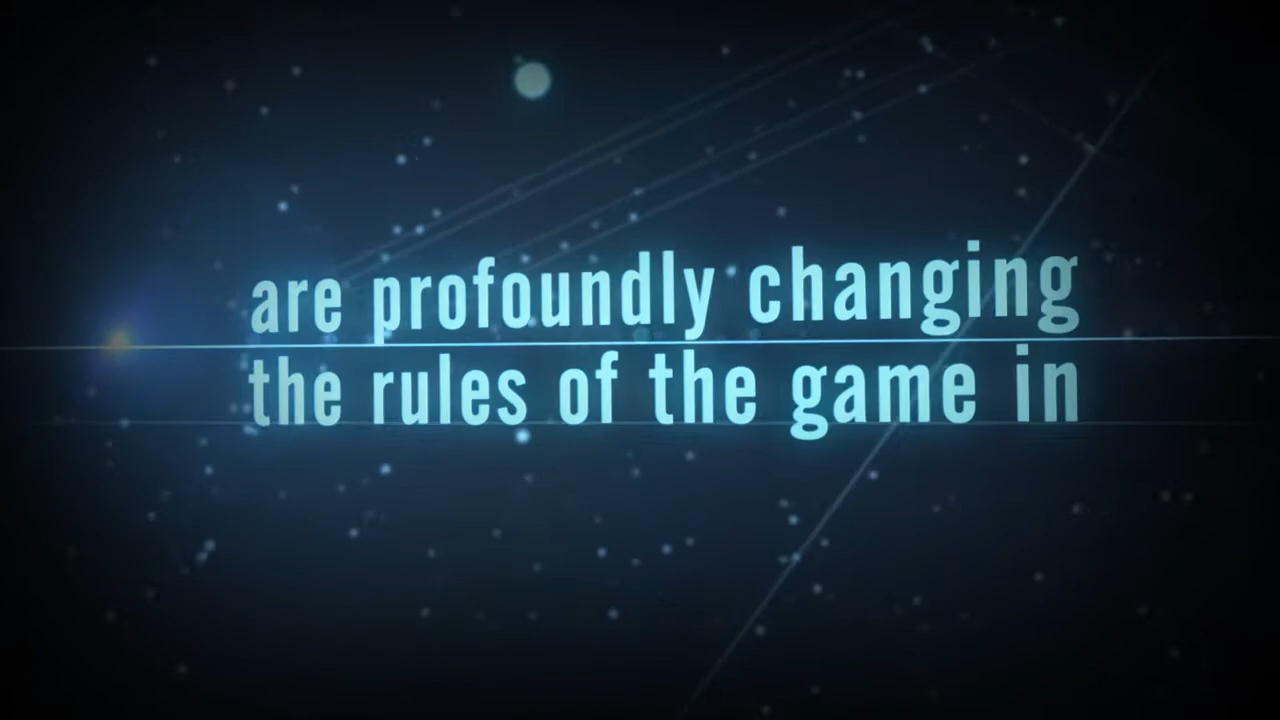 are profoundly changing
the rules of the game in